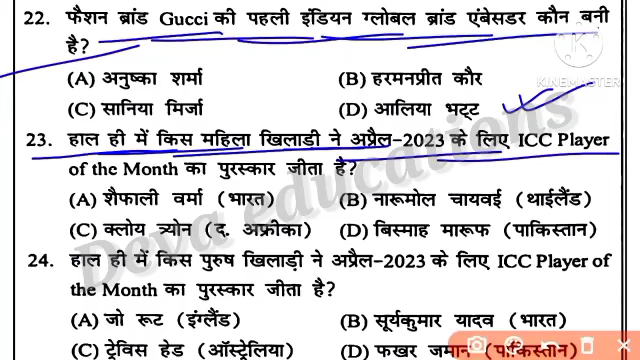 22. फैशन ब्रांड Gucci की पहली इंडियन ग्लोबल ब्रांड एंबेसडर कौन बनी
है?
(A) अनुष्का शर्मा (B) हरमनप्रीत कौर
(C) सानिया मिर्जा (D) आलिया भट्ट
KINEMASTER
23. हाल ही में किस महिला खिलाडी ने अप्रैल-2023 के लिए ICC Player
of the Month का पुरस्कार जीता है?
(A) शैफाली वर्मा (भारत) (B) नारूमोल चायवई (थाईलैंड)
(C) क्लोय त्र्योन (द. अफ्रीका) (D) बिस्माह मारूफ (पाकिस्तान)
24. हाल ही में किस पुरुष खिलाडी ने अप्रैल-2023 के लिए ICC Player of
the Month का पुरस्कार जीता है?
(A) जो रूट (इंग्लैंड) (B) सूर्यकुमार यादव (भारत)
(C) ट्रेविस हेड (ऑस्ट्रेलिया) (D) फखर जमान (पाकिस्तान)
Deva educations